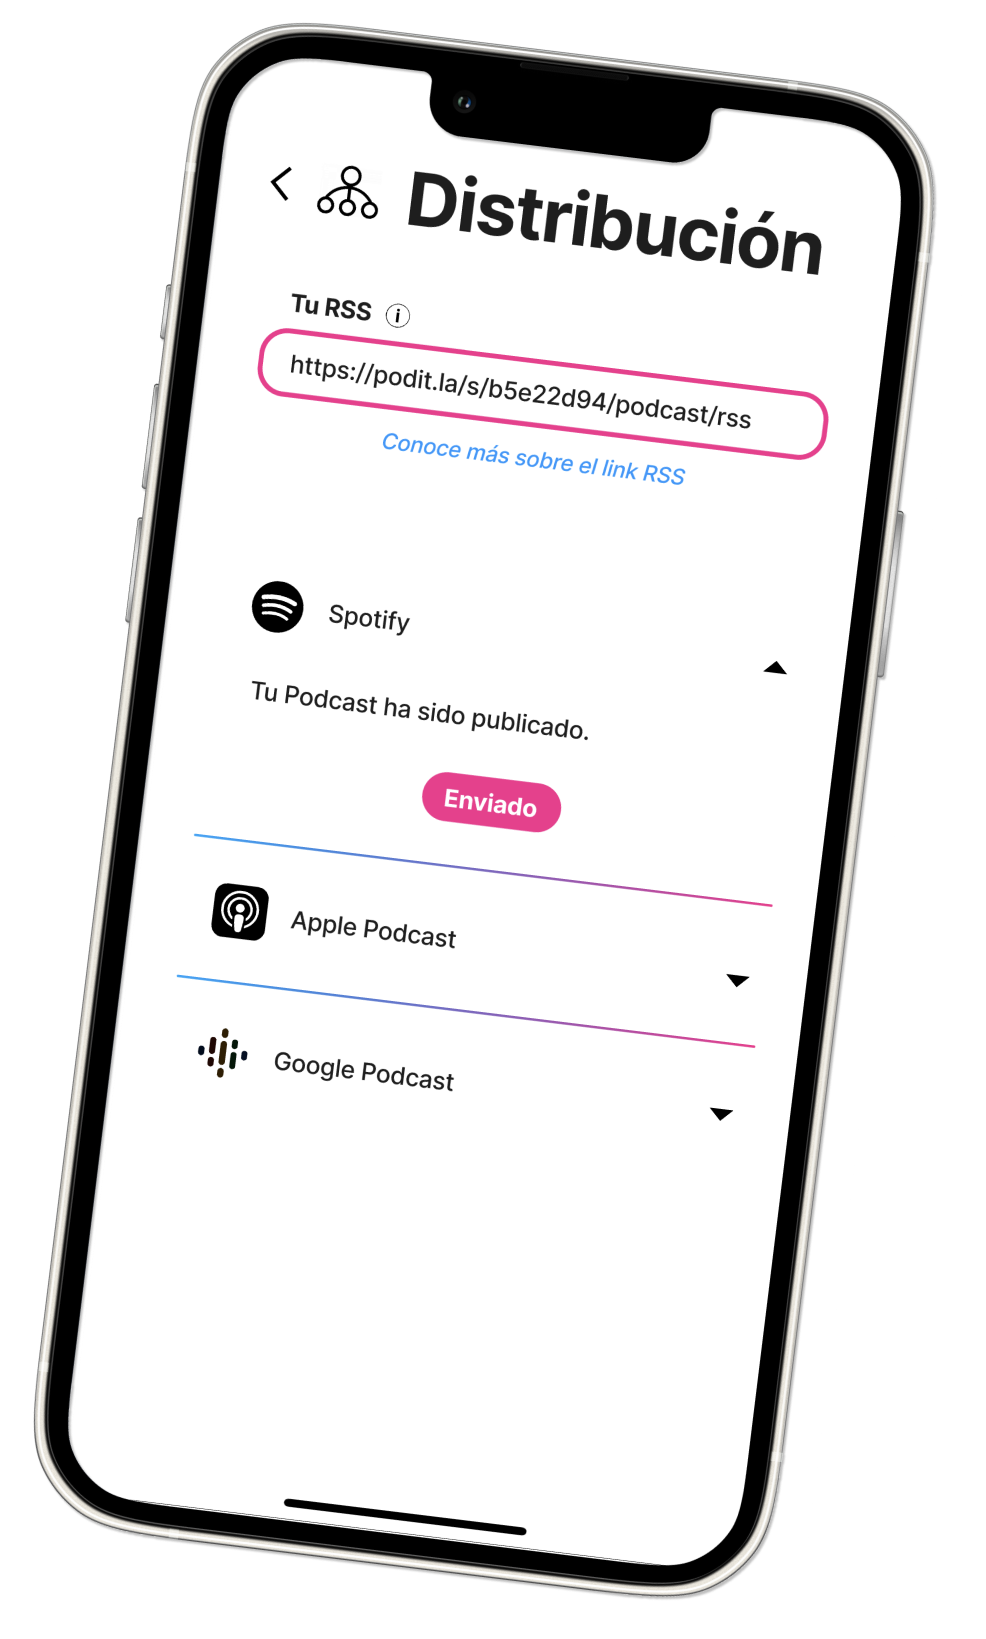 Distribución
Tu RSS i
https://podit.la/s/b5e22d94/podcast/rss
Conoce más sobre el link RSS
Spotify
Tu Podcast ha sido publicado.
Enviado
Apple Podcast
Google Podcast